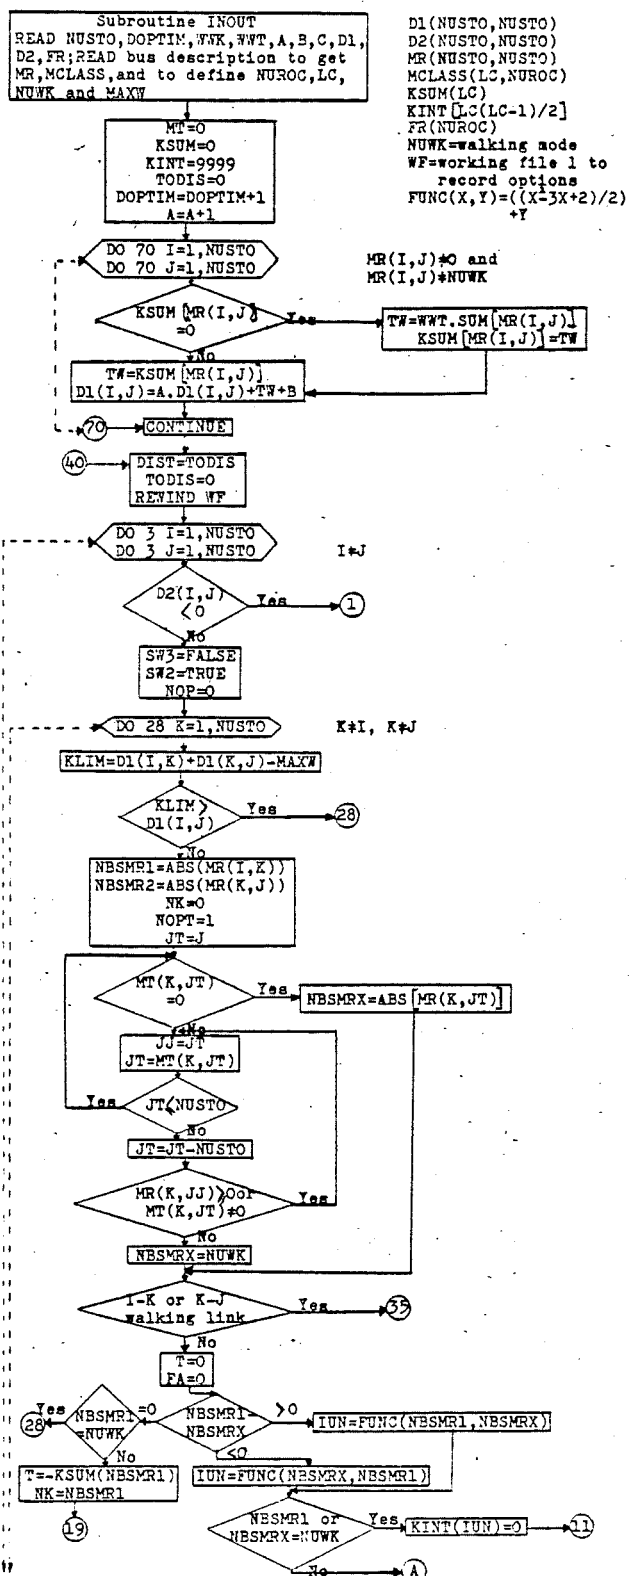 Subroutine INOUT
READ NUSTO,DOPTIM,WWK,WWT,A,B,C,D1,
D2,FR;READ bus description to get
MR,MCLASS,and to define NUROC,LC,
NUWK and MAXW
D1(NUSTO,NUSTO)
D2(NUSTO,NUSTO)
MR(NUSTO,NUSTO)
MCLASS(LC,NUROC)
KSUM(LC)
KINT[LC(LC-1)/2]
FR(NUROC)
NUWK=walking mode
WF=working file 1 to
record options
FUNC(X,Y)=((X-3X+2)/2)
+Y
MT=0
KSUM=0
KINT=9999
TODIS=0
DOPTIM=DOPTIM+1
A=A+1
DO 70 I=1,NUSTO
DO 70 J=1,NUSTO
MR(I,J)≠0 and
MR(I,J)≠NUWK
KSUM[MR(I,J)]
=0
Yes
TW=WWT.SUM[MR(I,J)]
KSUM[MR(I,J)]=TW
No
TW=KSUM[MR(I,J)]
D1(I,J)=A.D1(I,J)+TW+B
70
CONTINUE
40
DIST=TODIS
TODIS=0
REWIND WF
DO 3 I=1,NUSTO
DO 3 J=1,NUSTO
I≠J
D2(I,J)
<0
Yes
1
No
SW3=FALSE
SW2=TRUE
NOP=0
DO 28 K=1,NUSTO
K≠I, K≠J
KLIM=D1(I,K)+D1(K,J)-MAXW
KLIM>
D1(I,J)
Yes
28
No
NBSMR1=ABS(MR(I,K))
NBSMR2=ABS(MR(K,J))
NK=0
NOPT=1
JT=J
MT(K,JT)
=0
Yes
NBSMRX=ABS[MR(K,JT)]
No
JJ=JT
JT=MT(K,JT)
Yes
JT<NUSTO
No
JT=JT-NUSTO
MR(K,JJ)≥0or
MT(K,JT)≠0
Yes
No
NBSMRX=NUWK
I-K or K-J
walking link
Yes
35
No
T=0
FA=0
Yes
28
NBSMR1
=NUWK
=0
NBSMR1-
NBSMRX
>0
IUN=FUNC(NBSMR1,NBSMRX)
<0
No
T=-KSUM(NBSMR1)
NK=NBSMR1
IUN=FUNC(NBSMRX,NBSMR1)
19
NBSMR1 or
NBSMRX=NUWK
Yes
KINT(IUN)=0
11
No
A